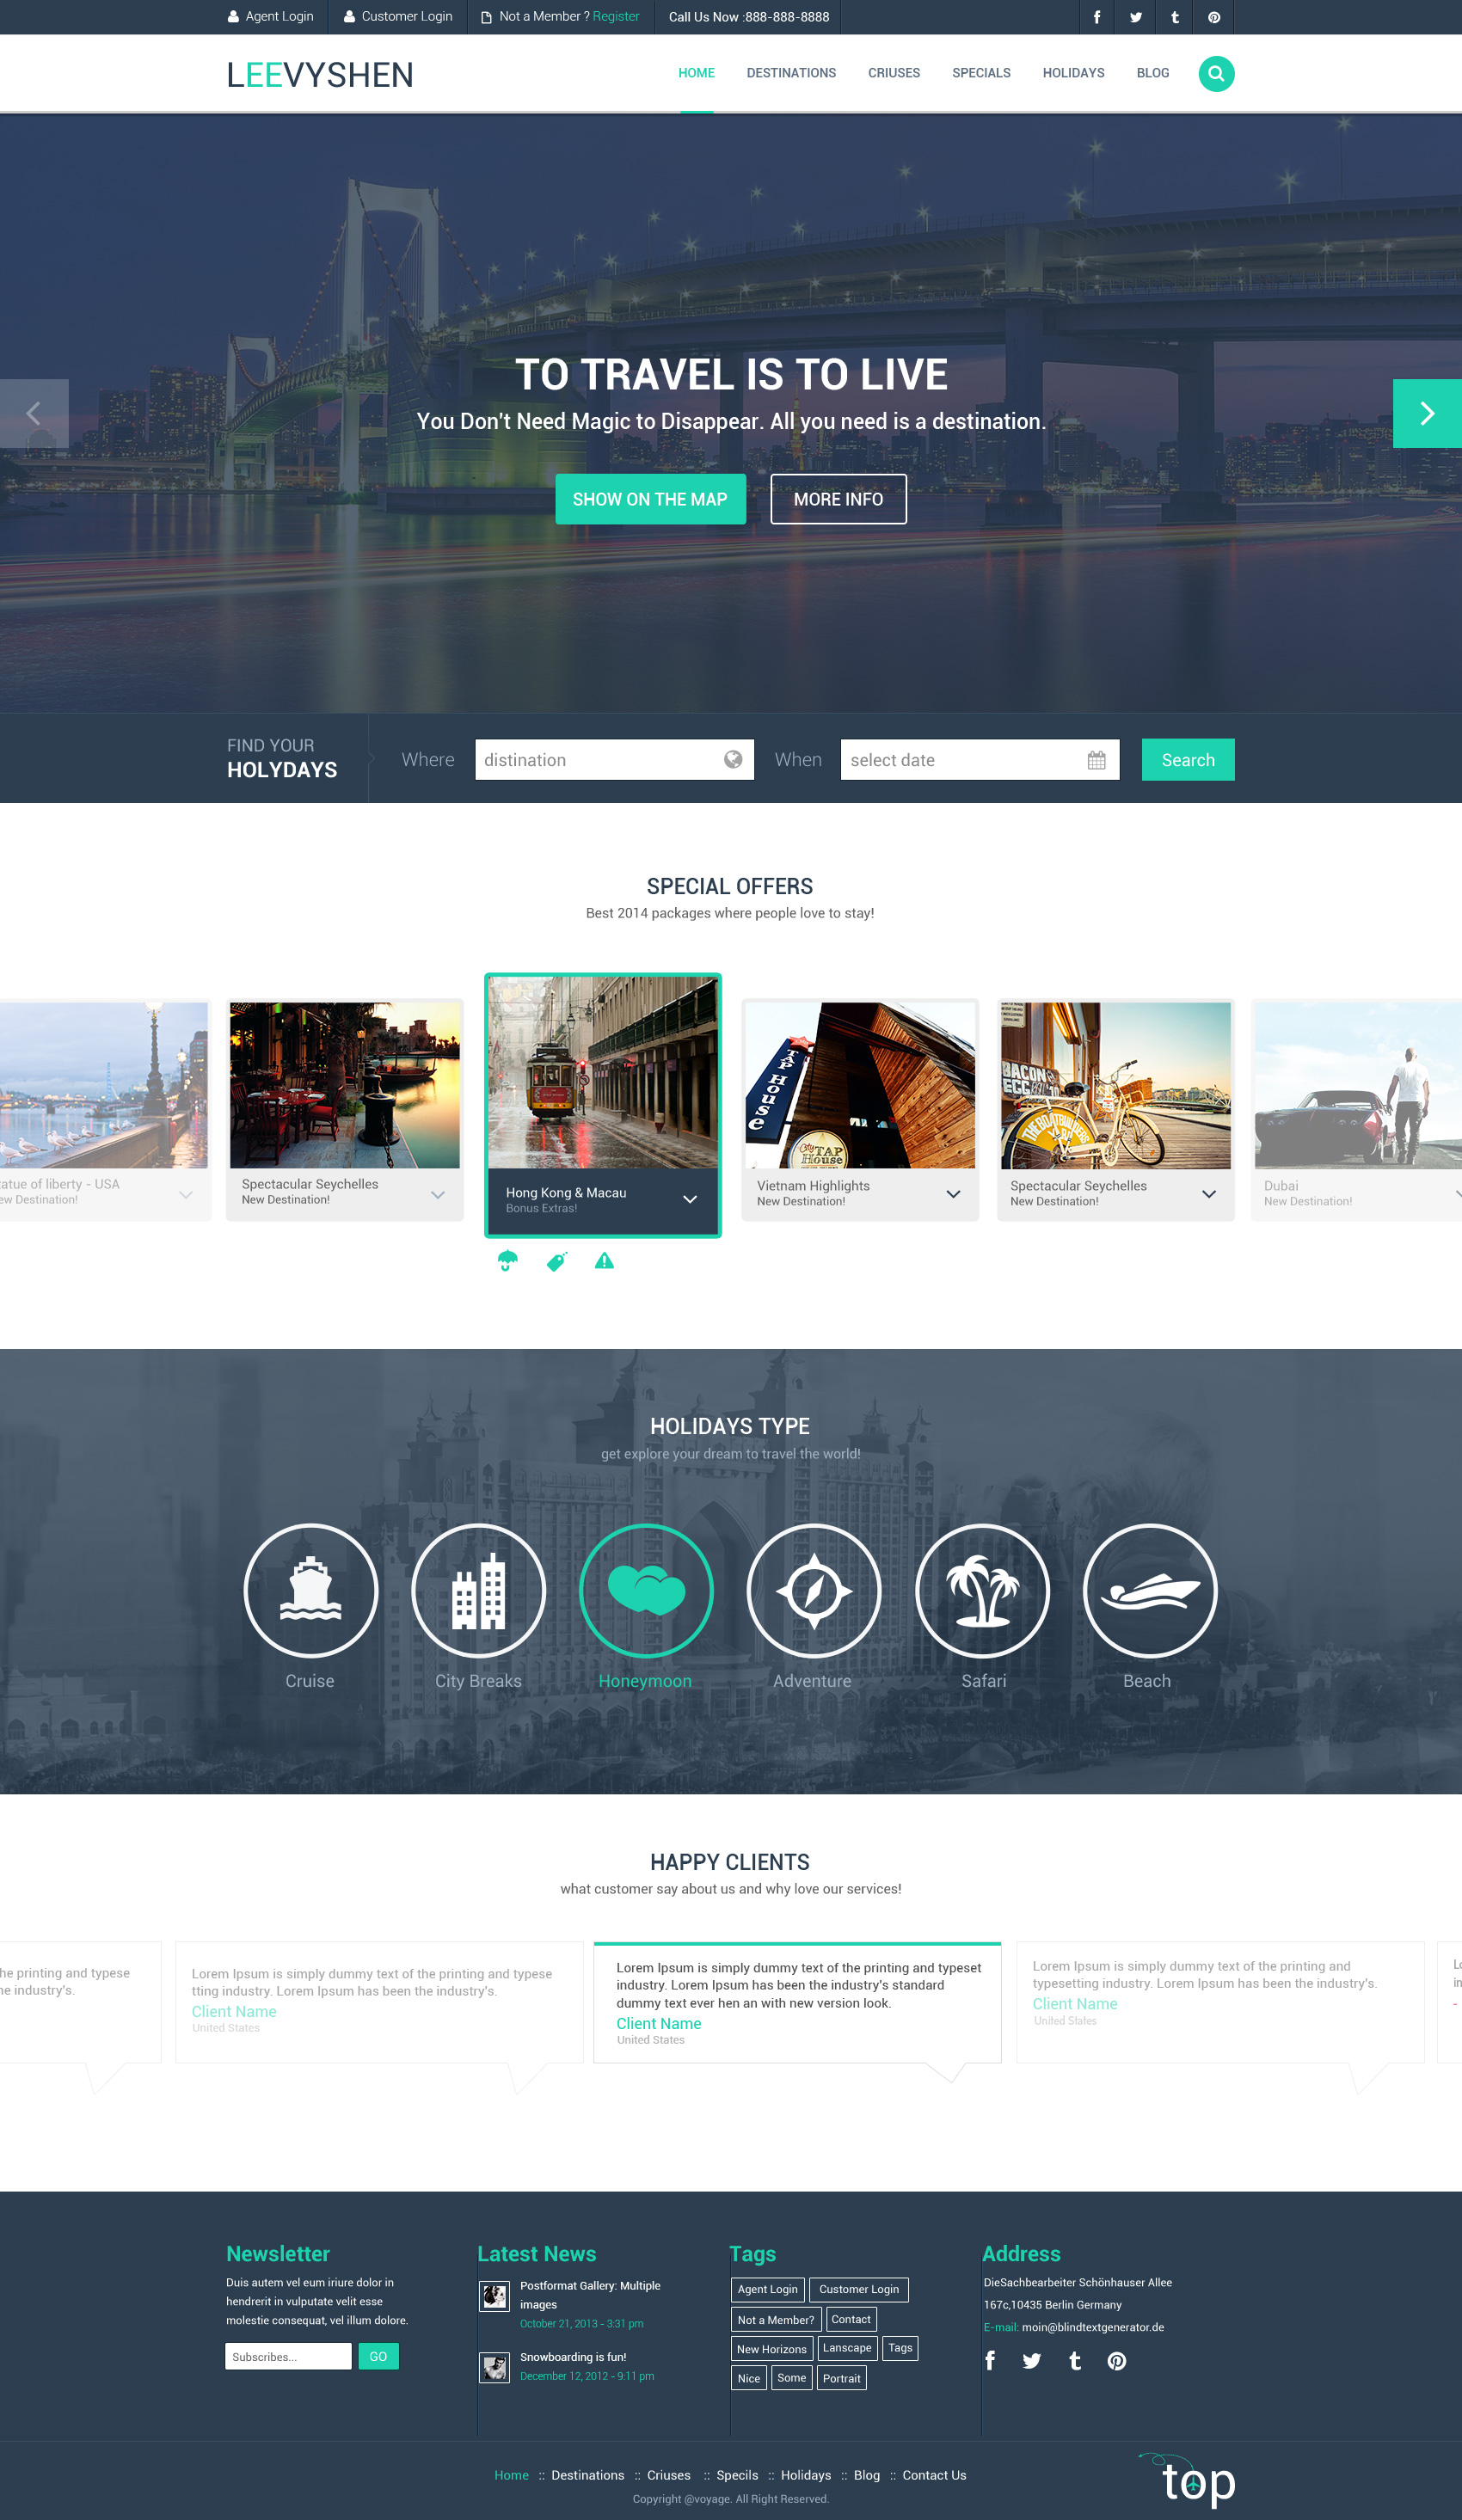 Agent Login
Customer Login
Not a Member ? Register
Call Us Now :888-888-8888
LEEVYSHEN
HOME
DESTINATIONS
CRIUSES
SPECIALS
HOLIDAYS
BLOG
TO TRAVEL IS TO LIVE
You Don't Need Magic to Disappear. All you need is a destination.
SHOW ON THE MAP
MORE INFO
FIND YOUR
HOLYDAYS
Where
distination
When
select date
Search
SPECIAL OFFERS
Best 2014 packages where people love to stay!
TAP HOUSE
City TAP
House
BACON &
EGG
THE BOATBUILDERS
YARD
atue of liberty - USA
ew Destination!
Spectacular Seychelles
New Destination!
Hong Kong & Macau
Bonus Extras!
Vietnam Highlights
New Destination!
Spectacular Seychelles
New Destination!
Dubai
New Destination!
HOLIDAYS TYPE
get explore your dream to travel the world!
Cruise
City Breaks
Honeymoon
Adventure
Safari
Beach
HAPPY CLIENTS
what customer say about us and why love our services!
he printing and typese
ne industry's.
Lorem Ipsum is simply dummy text of the printing and typese
tting industry. Lorem Ipsum has been the industry's.
Client Name
United States
Lorem Ipsum is simply dummy text of the printing and typeset
industry. Lorem Ipsum has been the industry's standard
dummy text ever hen an with new version look.
Client Name
United States
Lorem Ipsum is simply dummy text of the printing and
typesetting industry. Lorem Ipsum has been the industry's.
Client Name
United States
Lo
in
-
Newsletter
Duis autem vel eum iriure dolor in
hendrerit in vulputate velit esse
molestie consequat, vel illum dolore.
Subscribes...
GO
Latest News
Postformat Gallery: Multiple
images
October 21, 2013 - 3:31 pm
Snowboarding is fun!
December 12, 2012 - 9:11 pm
Tags
Agent Login
Customer Login
Not a Member?
Contact
New Horizons
Lanscape
Tags
Nice
Some
Portrait
Address
DieSachbearbeiter Schönhauser Allee
167c,10435 Berlin Germany
E-mail: moin@blindtextgenerator.de
Home :: Destinations :: Criuses :: Specils :: Holidays :: Blog :: Contact Us
Copyright @voyage. All Right Reserved.
top